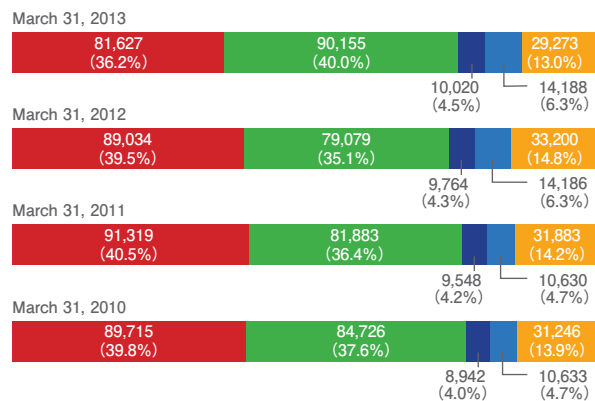 March 31, 2013
81,627 90,155 29,273
(36.2%) (40.0%) (13.0%)
10,020 14,188
(4.5%) (6.3%)
March 31, 2012
89,034 79,079 33,200
(39.5%) (35.1%) (14.8%)
9,764 14,186
(4.3%) (6.3%)
March 31, 2011
91,319 81,883 31,883
(40.5%) (36.4%) (14.2%)
9,548 10,630
(4.2%) (4.7%)
March 31, 2010
89,715 84,726 31,246
(39.8%) (37.6%) (13.9%)
8,942 10,633
(4.0%) (4.7%)